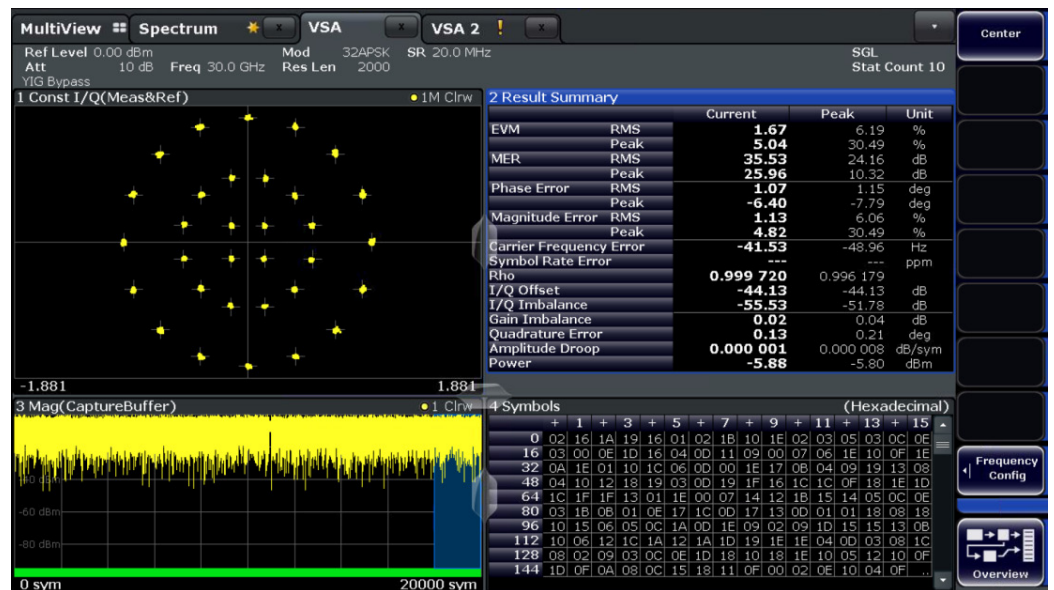 MultiView Spectrum x VSA x VSA 2 ! x
Center
Ref Level 0.00 dBm Mod 32APSK SR 20.0 MHz SGL
Att 10 dB Freq 30.0 GHz Res Len 2000 Stat Count 10
YIG Bypass
1 Const I/Q(Meas&Ref) 1M Clrw
-1.881 1.881
2 Result Summary
Current Peak Unit
EVM RMS 1.67 6.19 %
Peak 5.04 30.49 %
MER RMS 35.53 24.16 dB
Peak 25.96 10.32 dB
Phase Error RMS 1.07 1.15 deg
Peak -6.40 -7.79 deg
Magnitude Error RMS 1.13 6.06 %
Peak 4.82 30.49 %
Carrier Frequency Error -41.53 -48.96 Hz
Symbol Rate Error --- --- ppm
Rho 0.999 720 0.996 179
I/Q Offset -44.13 -44.13 dB
I/Q Imbalance -55.53 -51.78 dB
Gain Imbalance 0.02 0.04 dB
Quadrature Error 0.13 0.21 deg
Amplitude Droop 0.000 001 0.000 008 dB/sym
Power -5.88 -5.80 dBm
3 Mag(CaptureBuffer) 1 Clrw
-60 dBm
-80 dBm
0 sym 20000 sym
4 Symbols (Hexadecimal)
+ 1 + 3 + 5 + 7 + 9 + 11 + 13 + 15
0 02 16 1A 19 16 01 02 1B 10 1E 02 03 05 03 0C 0E
16 03 00 0E 1D 16 04 0D 11 09 00 07 06 1E 10 0F 1E
32 0A 1E 01 10 1C 06 0D 00 1E 17 0B 04 09 19 13 08
48 04 10 12 18 19 03 0D 19 1F 16 1C 1C 0F 18 1E 1D
64 1C 1F 1F 13 01 1E 00 07 14 12 1B 15 14 05 0C 0E
80 03 1B 0B 01 0E 17 1C 0D 17 13 0D 01 01 18 08 18
96 10 15 06 05 0C 1A 0D 1E 09 02 09 1D 15 15 13 0B
112 10 06 12 1C 1A 12 1A 1D 19 1E 1E 04 0D 03 08 1C
128 08 02 09 03 0C 0E 1D 18 10 18 1E 10 05 12 10 0F
144 1D 0F 0A 08 0C 15 18 11 0F 00 02 0E 10 04 0F ..
Frequency
Config
Overview